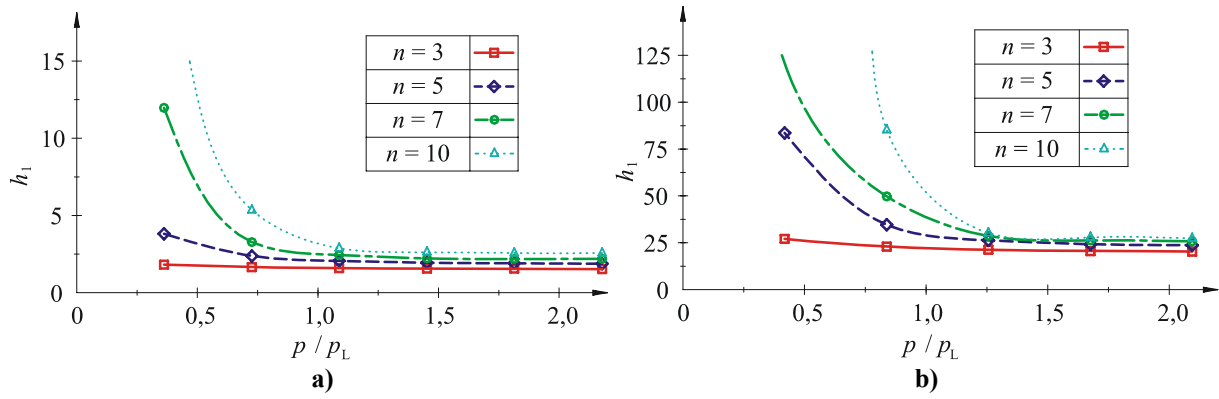 15
10
5
0
h₁
n = 3
n = 5
n = 7
n = 10
0
0,5
1,0
1,5
2,0
p / p_L
a)
125
100
75
50
25
0
h₁
n = 3
n = 5
n = 7
n = 10
0
0,5
1,0
1,5
2,0
p / p_L
b)